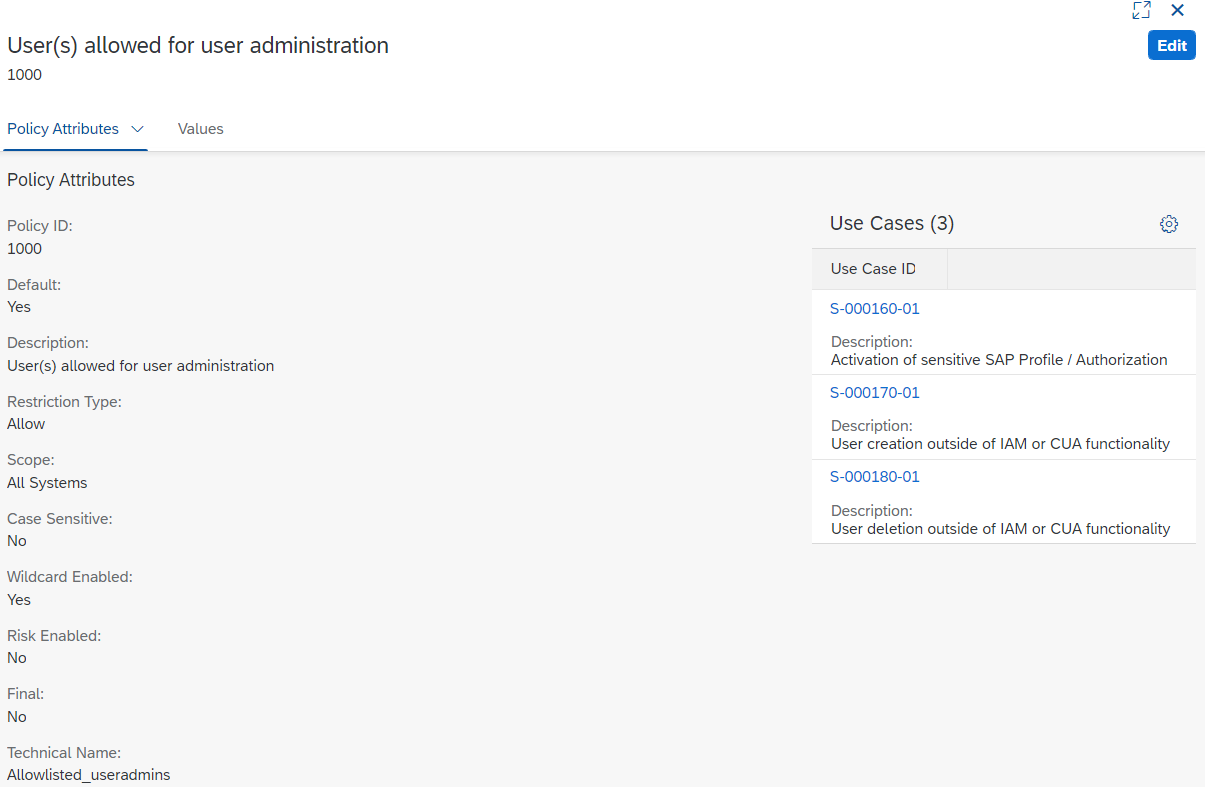 User(s) allowed for user administration
Edit
1000
Policy Attributes
Values
Policy Attributes
Policy ID:
1000
Default:
Yes
Description:
User(s) allowed for user administration
Restriction Type:
Allow
Scope:
All Systems
Case Sensitive:
No
Wildcard Enabled:
Yes
Risk Enabled:
No
Final:
No
Technical Name:
Allowlisted_useradmins
Use Cases (3)
Use Case ID
S-000160-01
Description:
Activation of sensitive SAP Profile / Authorization
S-000170-01
Description:
User creation outside of IAM or CUA functionality
S-000180-01
Description:
User deletion outside of IAM or CUA functionality